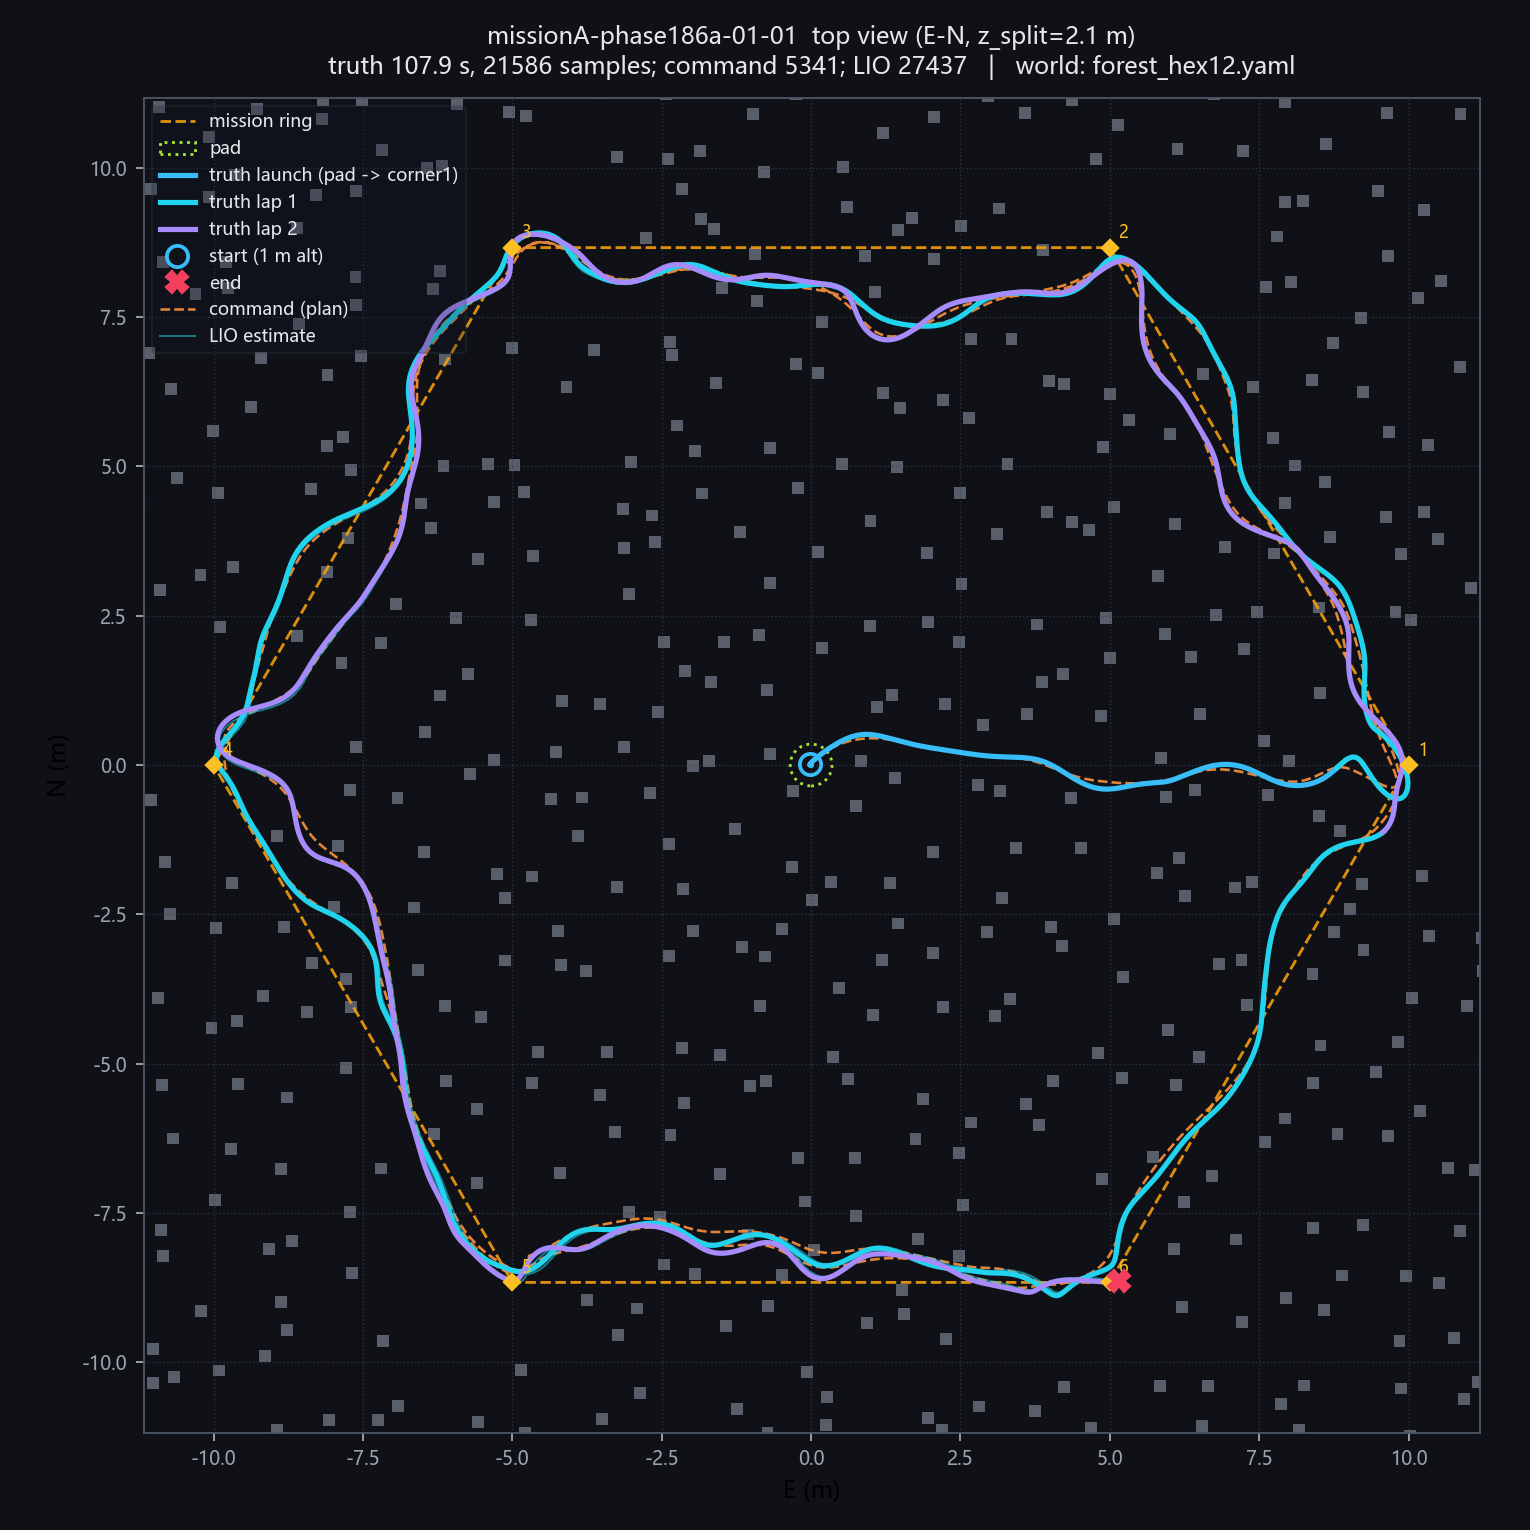 missionA-phase186a-01-01  top view (E-N, z_split=2.1 m)
truth 107.9 s, 21586 samples; command 5341; LIO 27437   |   world: forest_hex12.yaml
mission ring
pad
truth launch (pad -> corner1)
truth lap 1
truth lap 2
start (1 m alt)
end
command (plan)
LIO estimate
3
2
4
1
5
6
10.0
7.5
5.0
2.5
0.0
-2.5
-5.0
-7.5
-10.0
N (m)
-10.0
-7.5
-5.0
-2.5
0.0
2.5
5.0
7.5
10.0
E (m)